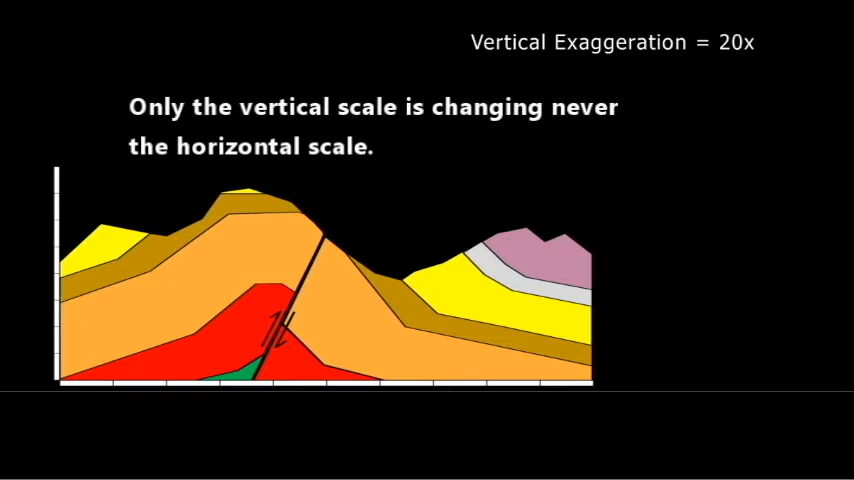 Vertical Exaggeration = 20x
Only the vertical scale is changing never
the horizontal scale.